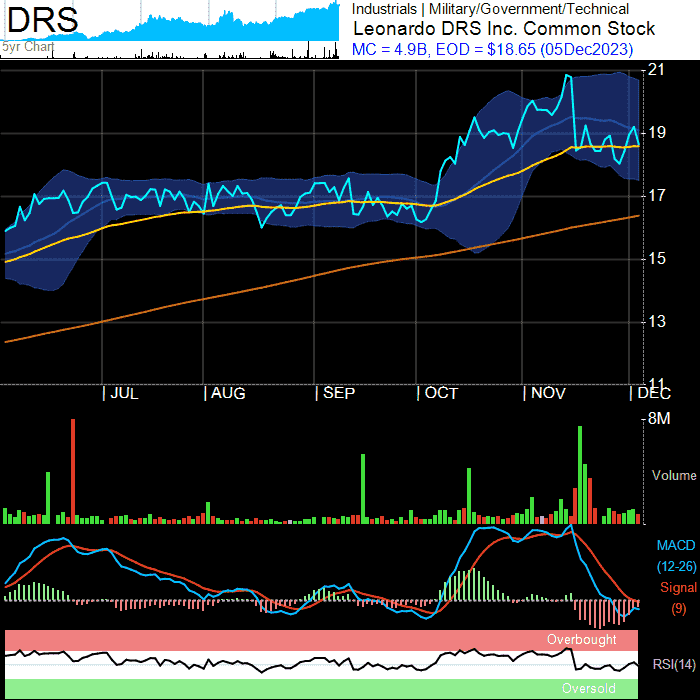 DRS
5yr Chart
Industrials | Military/Government/Technical
Leonardo DRS Inc. Common Stock
MC = 4.9B, EOD = $18.65 (05Dec2023)
21
19
17
15
13
11
| JUL | AUG | SEP | OCT | NOV | DEC
8M
Volume
MACD
(12-26)
Signal
(9)
Overbought
RSI(14)
Oversold